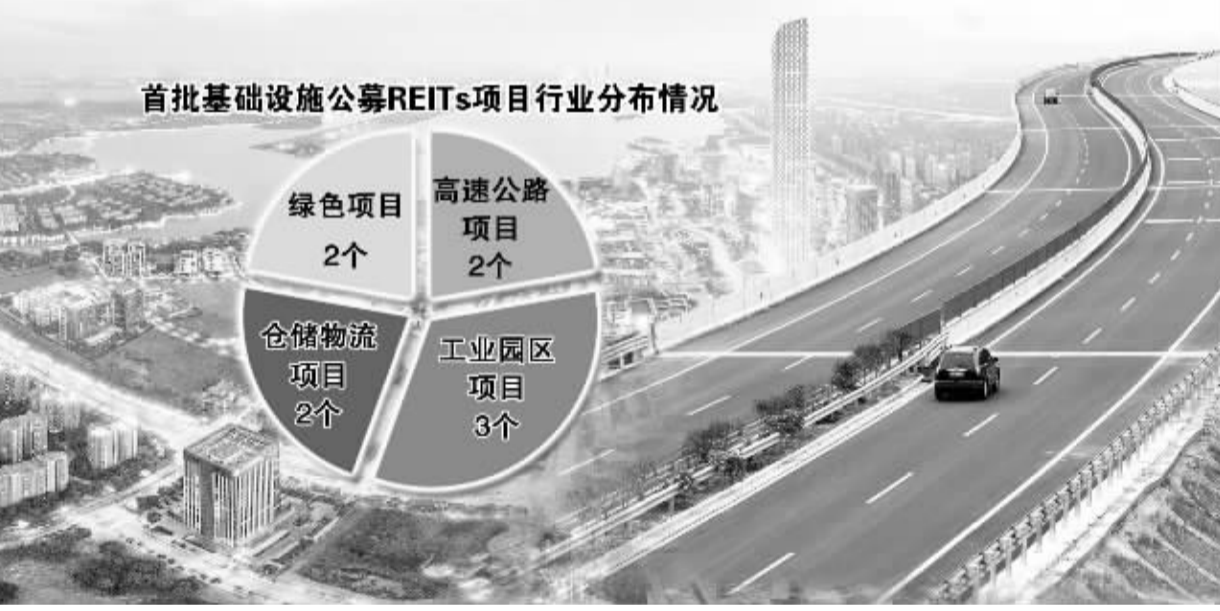 首批基础设施公募REITs项目行业分布情况
绿色项目
2个
高速公路
项目
2个
仓储物流
项目
2个
工业园区
项目
3个